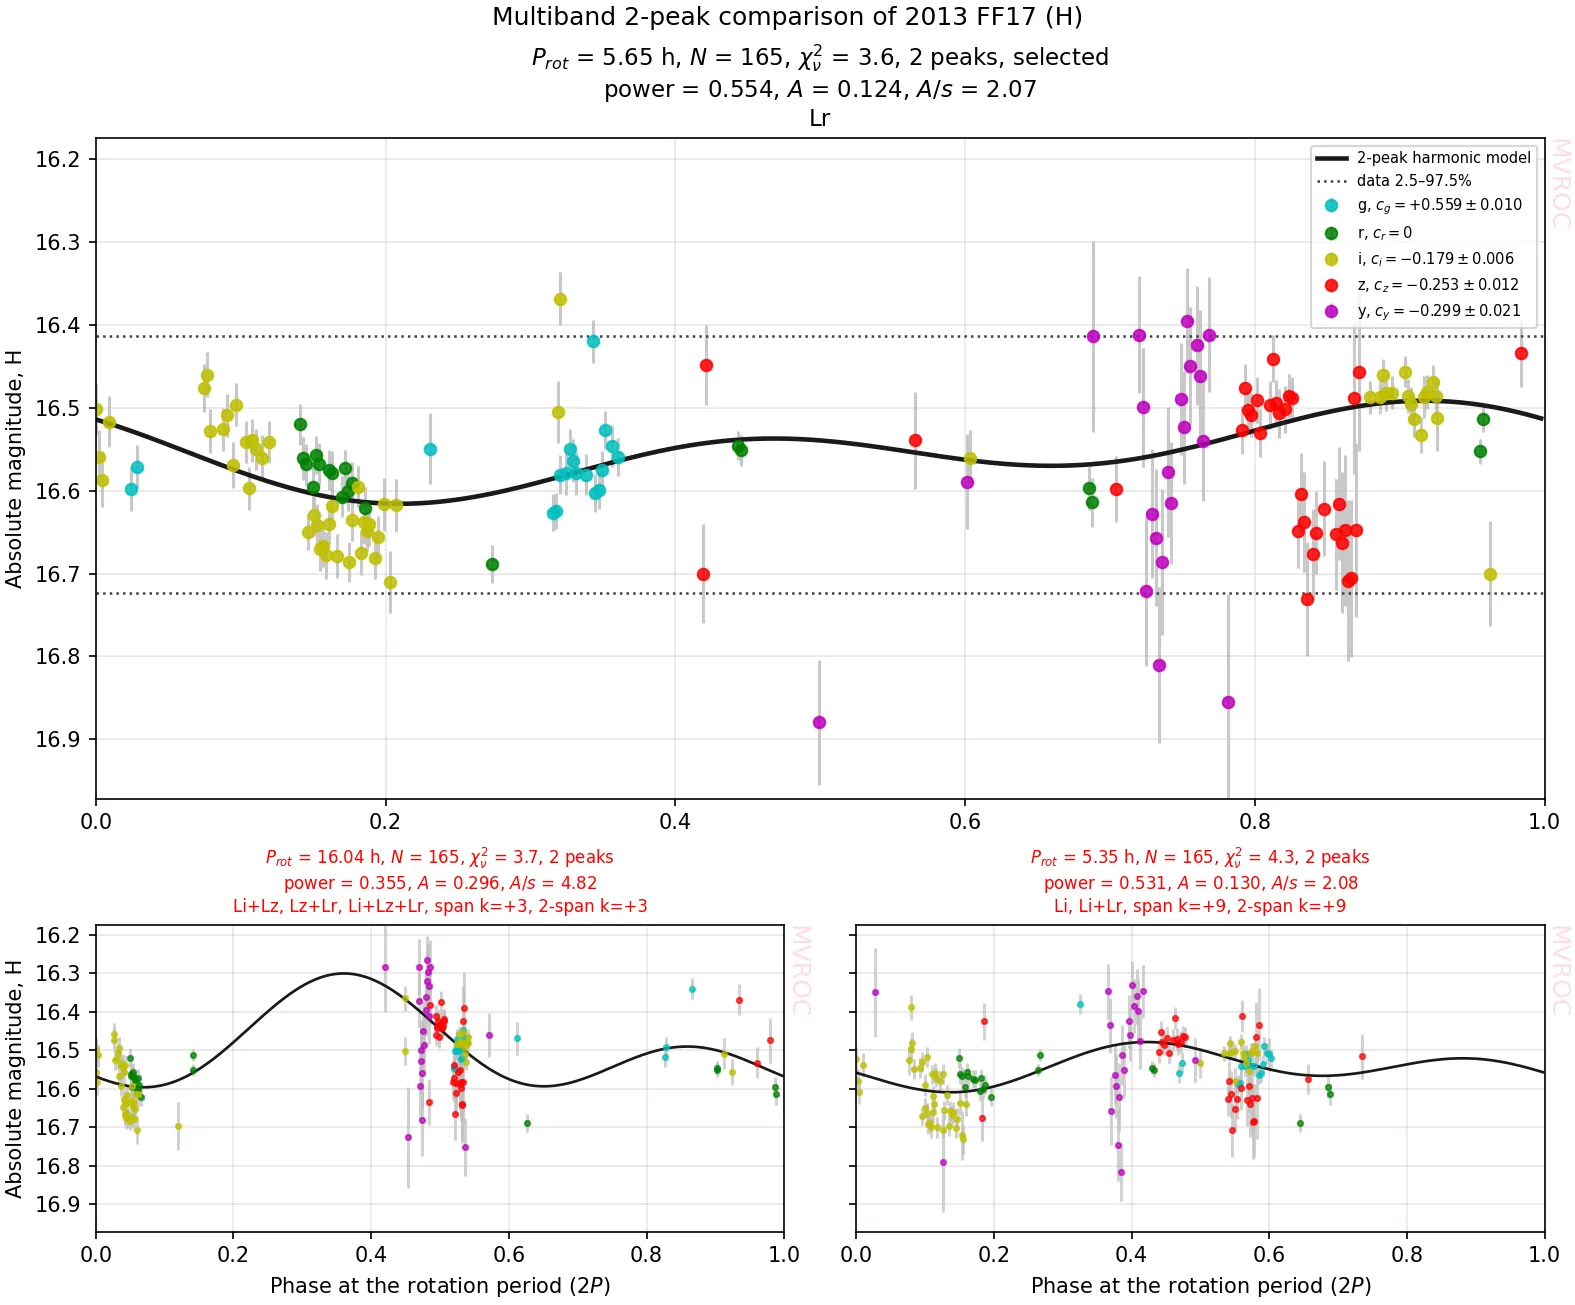 Multiband 2-peak comparison of 2013 FF17 (H)
P_rot = 5.65 h, N = 165, χ²_ν = 3.6, 2 peaks, selected
power = 0.554, A = 0.124, A/s = 2.07
Lr
MVROC
2-peak harmonic model
data 2.5–97.5%
g, c_g = +0.559 ± 0.010
r, c_r = 0
i, c_i = −0.179 ± 0.006
z, c_z = −0.253 ± 0.012
y, c_y = −0.299 ± 0.021
Absolute magnitude, H
16.2
16.3
16.4
16.5
16.6
16.7
16.8
16.9
0.0 0.2 0.4 0.6 0.8 1.0
P_rot = 16.04 h, N = 165, χ²_ν = 3.7, 2 peaks
power = 0.355, A = 0.296, A/s = 4.82
Li+Lz, Lz+Lr, Li+Lz+Lr, span k=+3, 2-span k=+3
MVROC
Absolute magnitude, H
16.2
16.3
16.4
16.5
16.6
16.7
16.8
16.9
0.0 0.2 0.4 0.6 0.8 1.0
Phase at the rotation period (2P)
P_rot = 5.35 h, N = 165, χ²_ν = 4.3, 2 peaks
power = 0.531, A = 0.130, A/s = 2.08
Li, Li+Lr, span k=+9, 2-span k=+9
MVROC
0.0 0.2 0.4 0.6 0.8 1.0
Phase at the rotation period (2P)